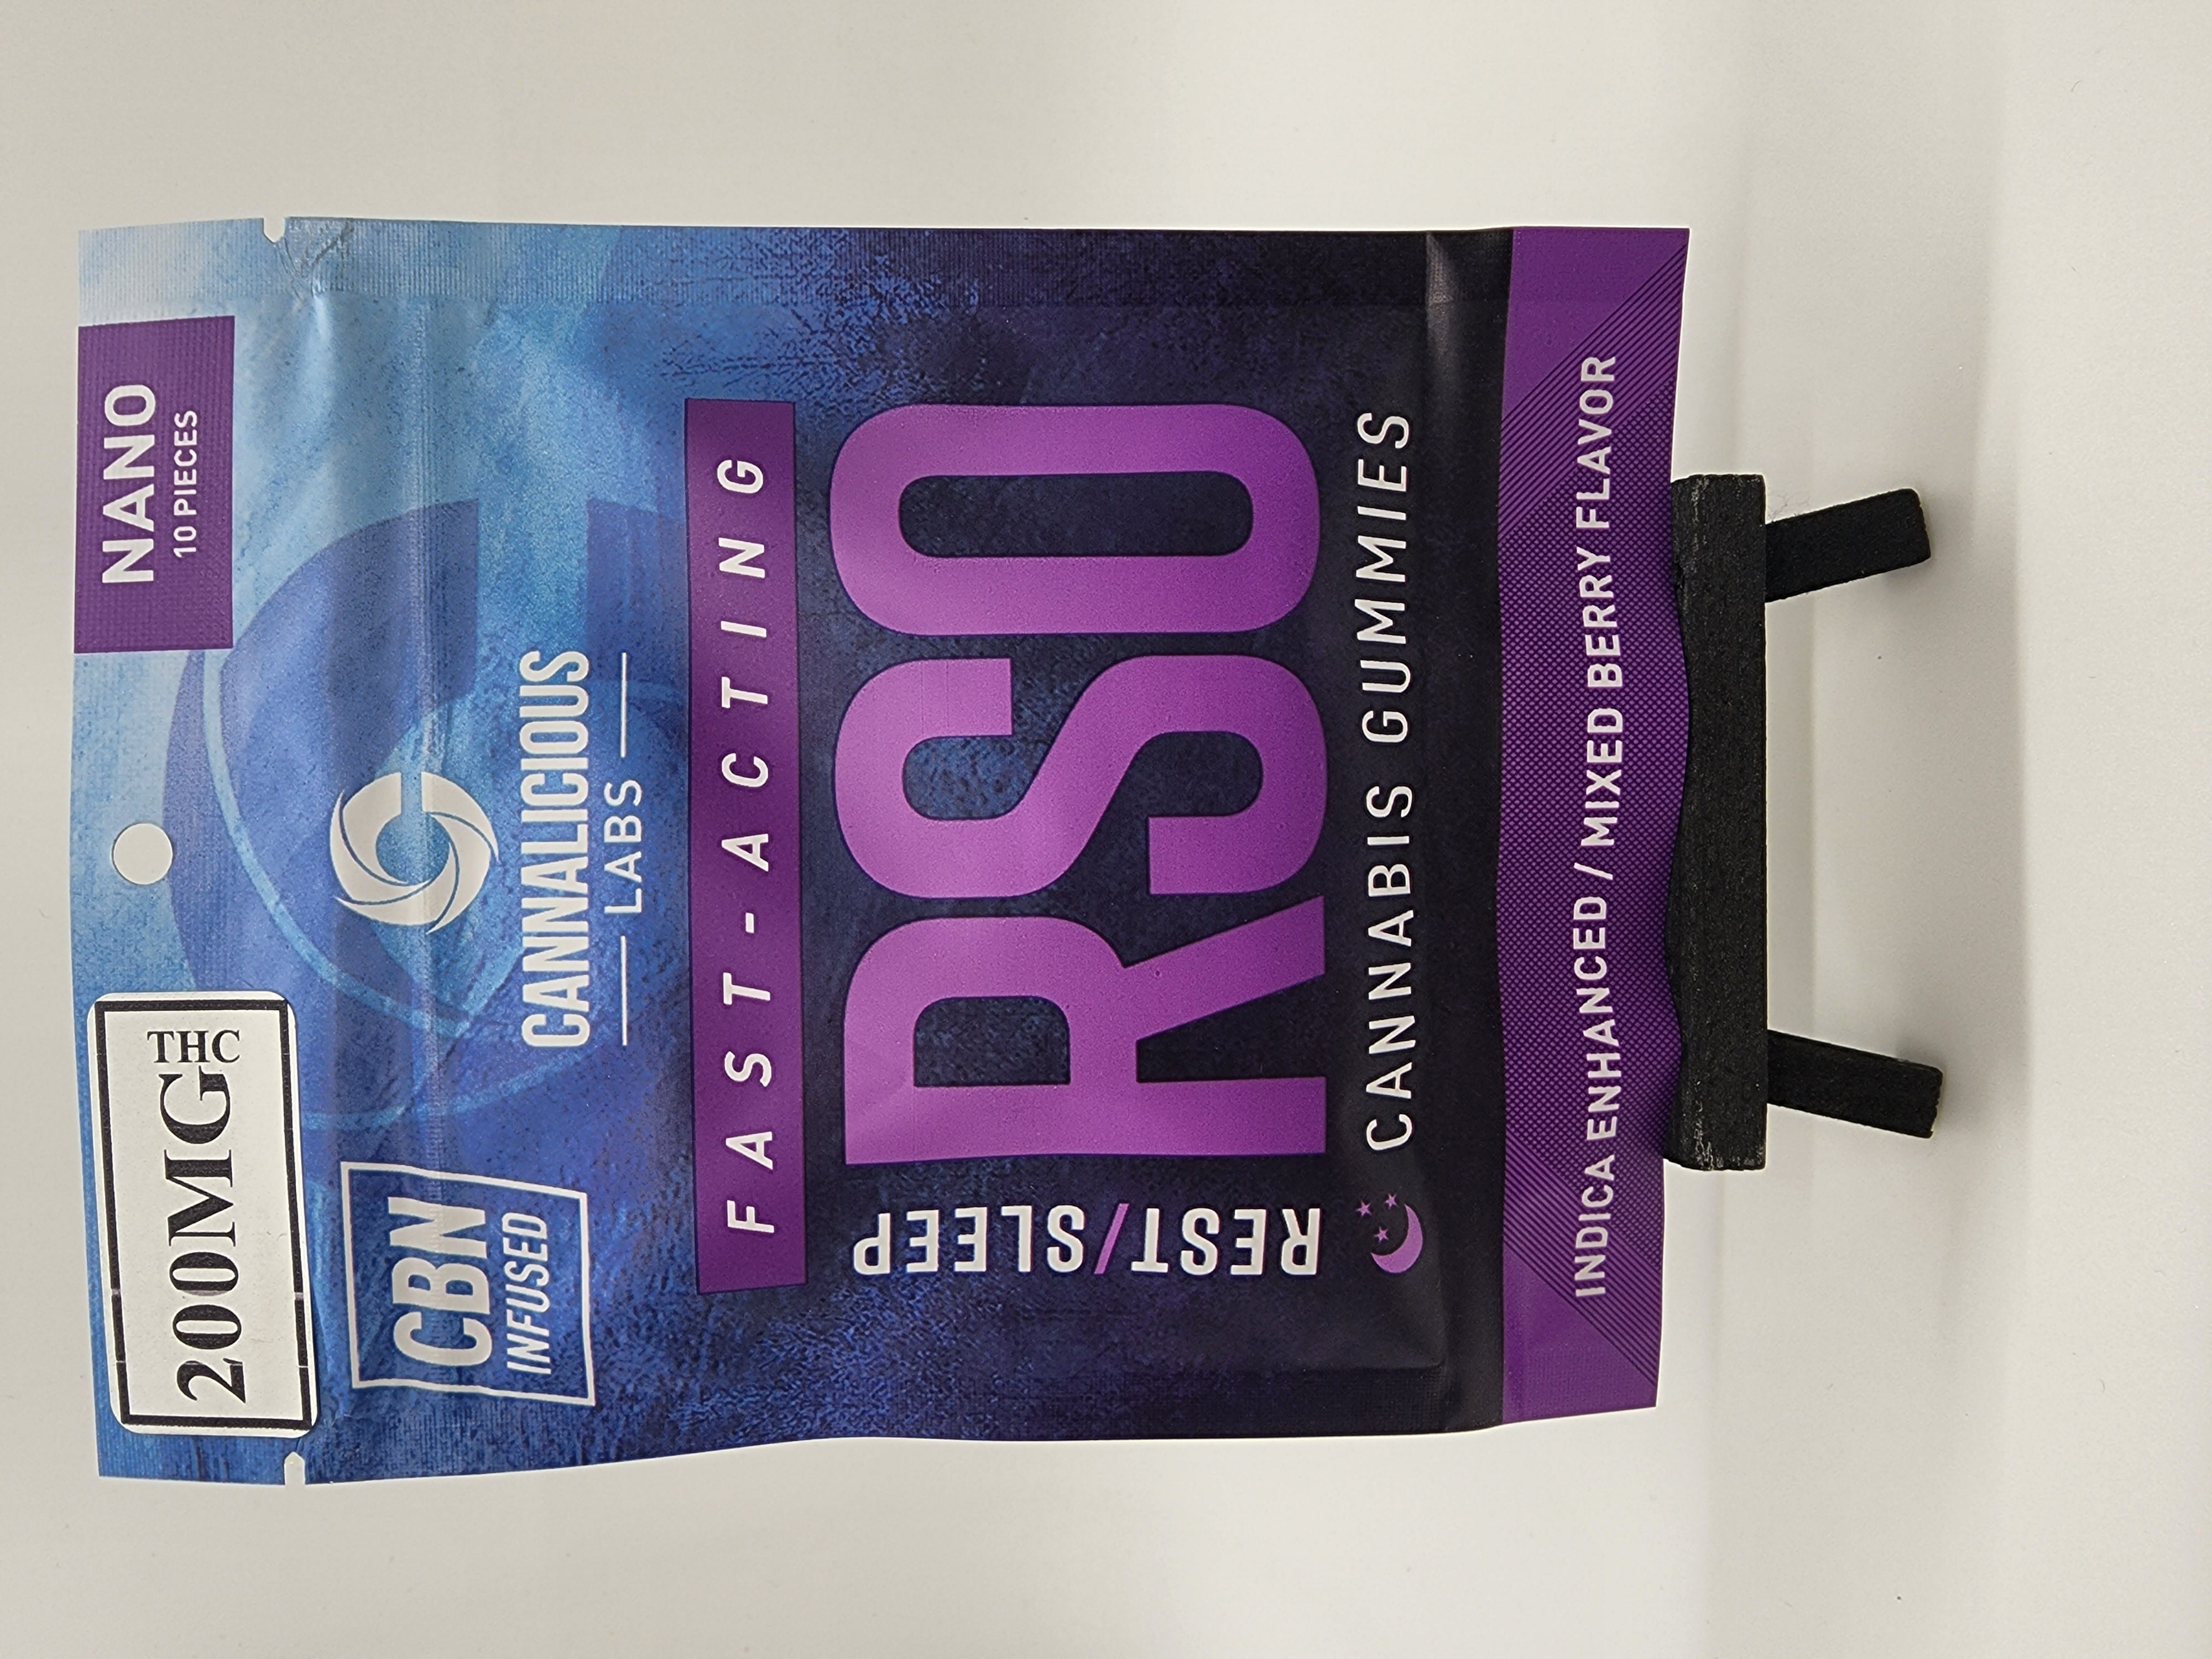 200MG THC
NANO
10 PIECES
CBN
INFUSED
CANNALICIOUS
LABS
FAST-ACTING
REST/SLEEP
RSO
CANNABIS GUMMIES
INDICA ENHANCED / MIXED BERRY FLAVOR